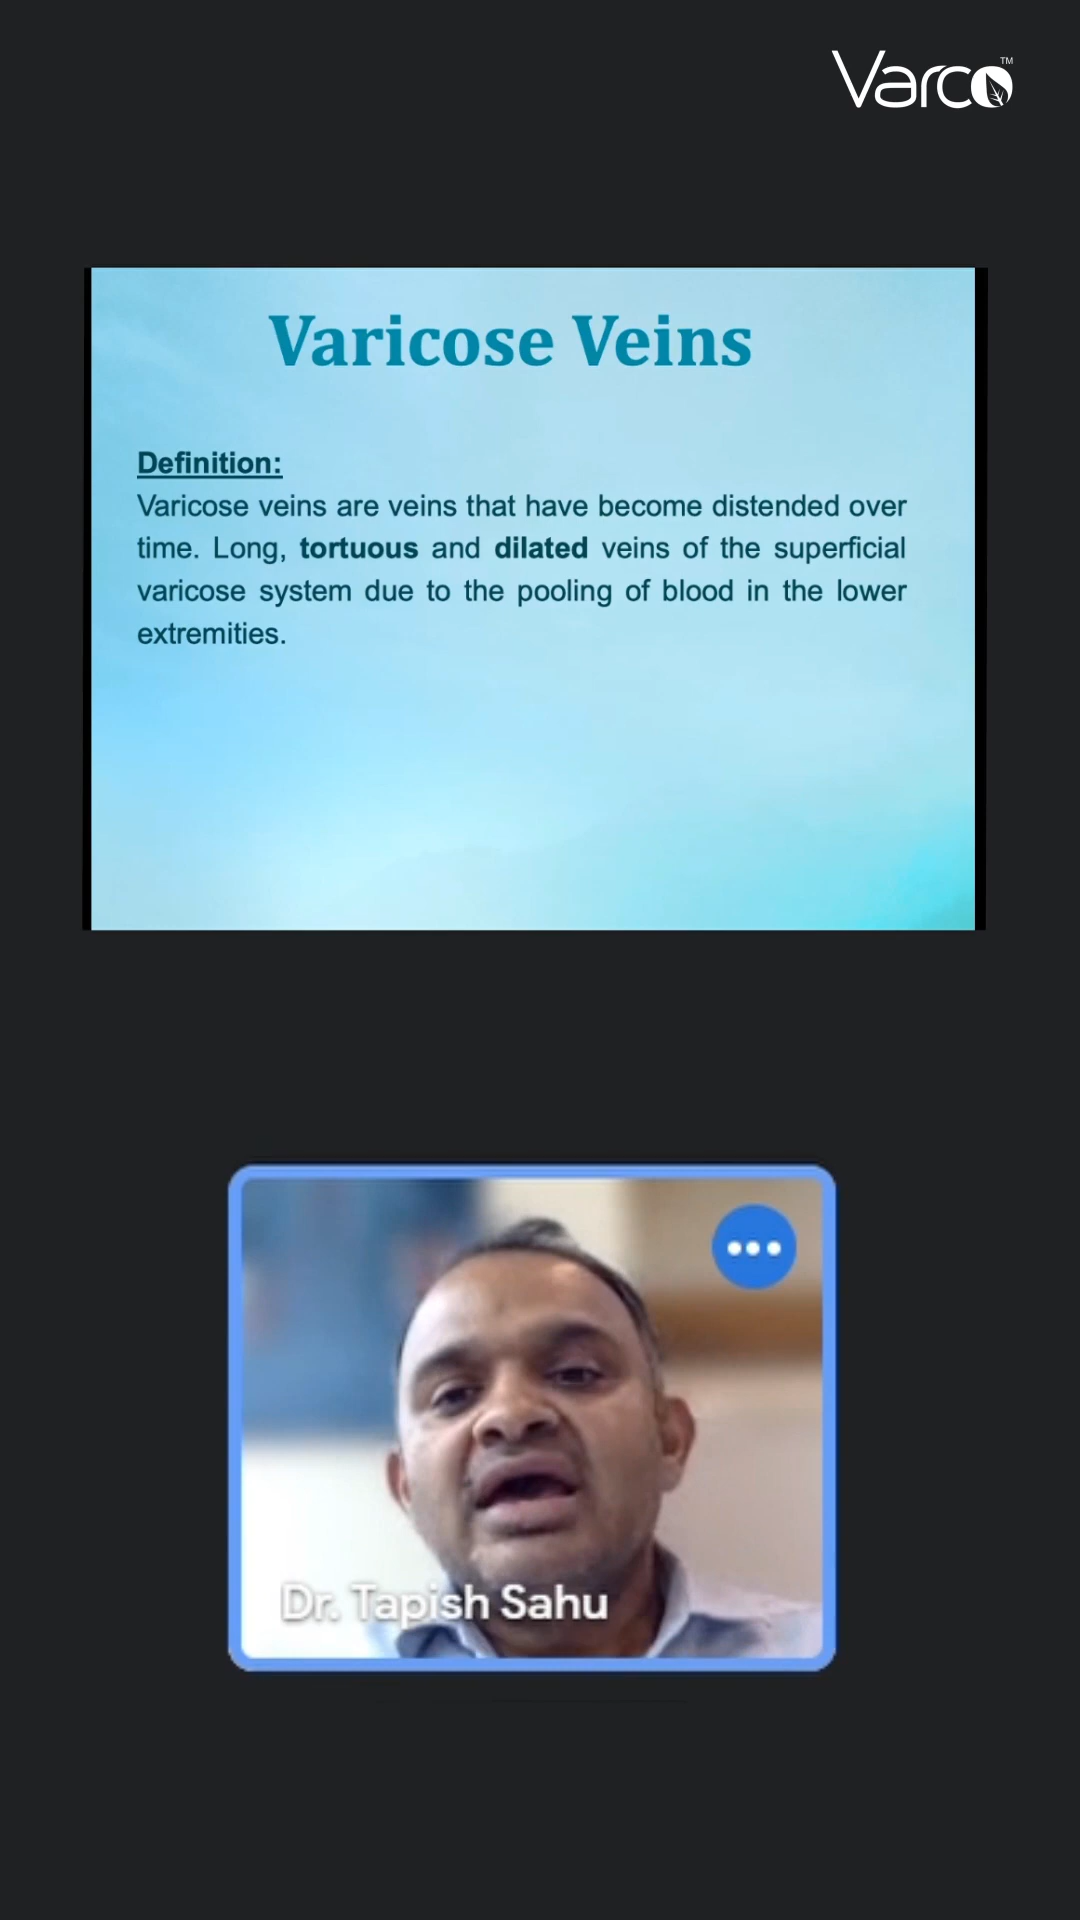 Varco™
Varicose Veins
Definition:
Varicose veins are veins that have become distended over
time. Long, tortuous and dilated veins of the superficial
varicose system due to the pooling of blood in the lower
extremities.
Dr. Tapish Sahu